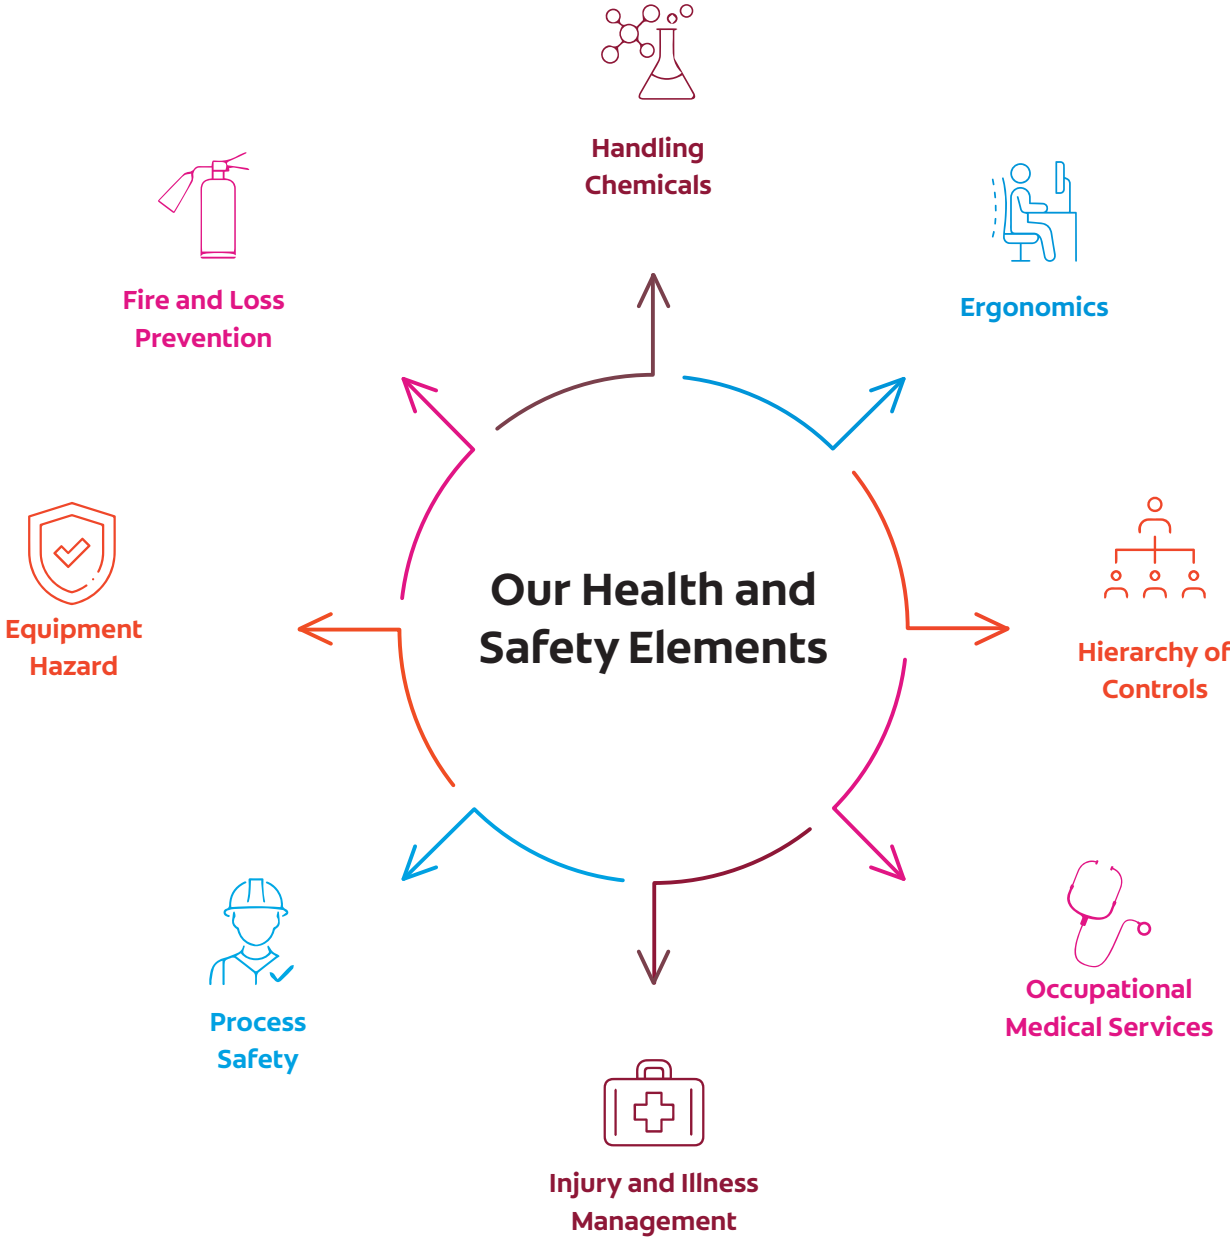 Handling
Chemicals
Fire and Loss
Prevention
Ergonomics
Equipment
Hazard
Our Health and
Safety Elements
Hierarchy of
Controls
Process
Safety
Occupational
Medical Services
Injury and Illness
Management